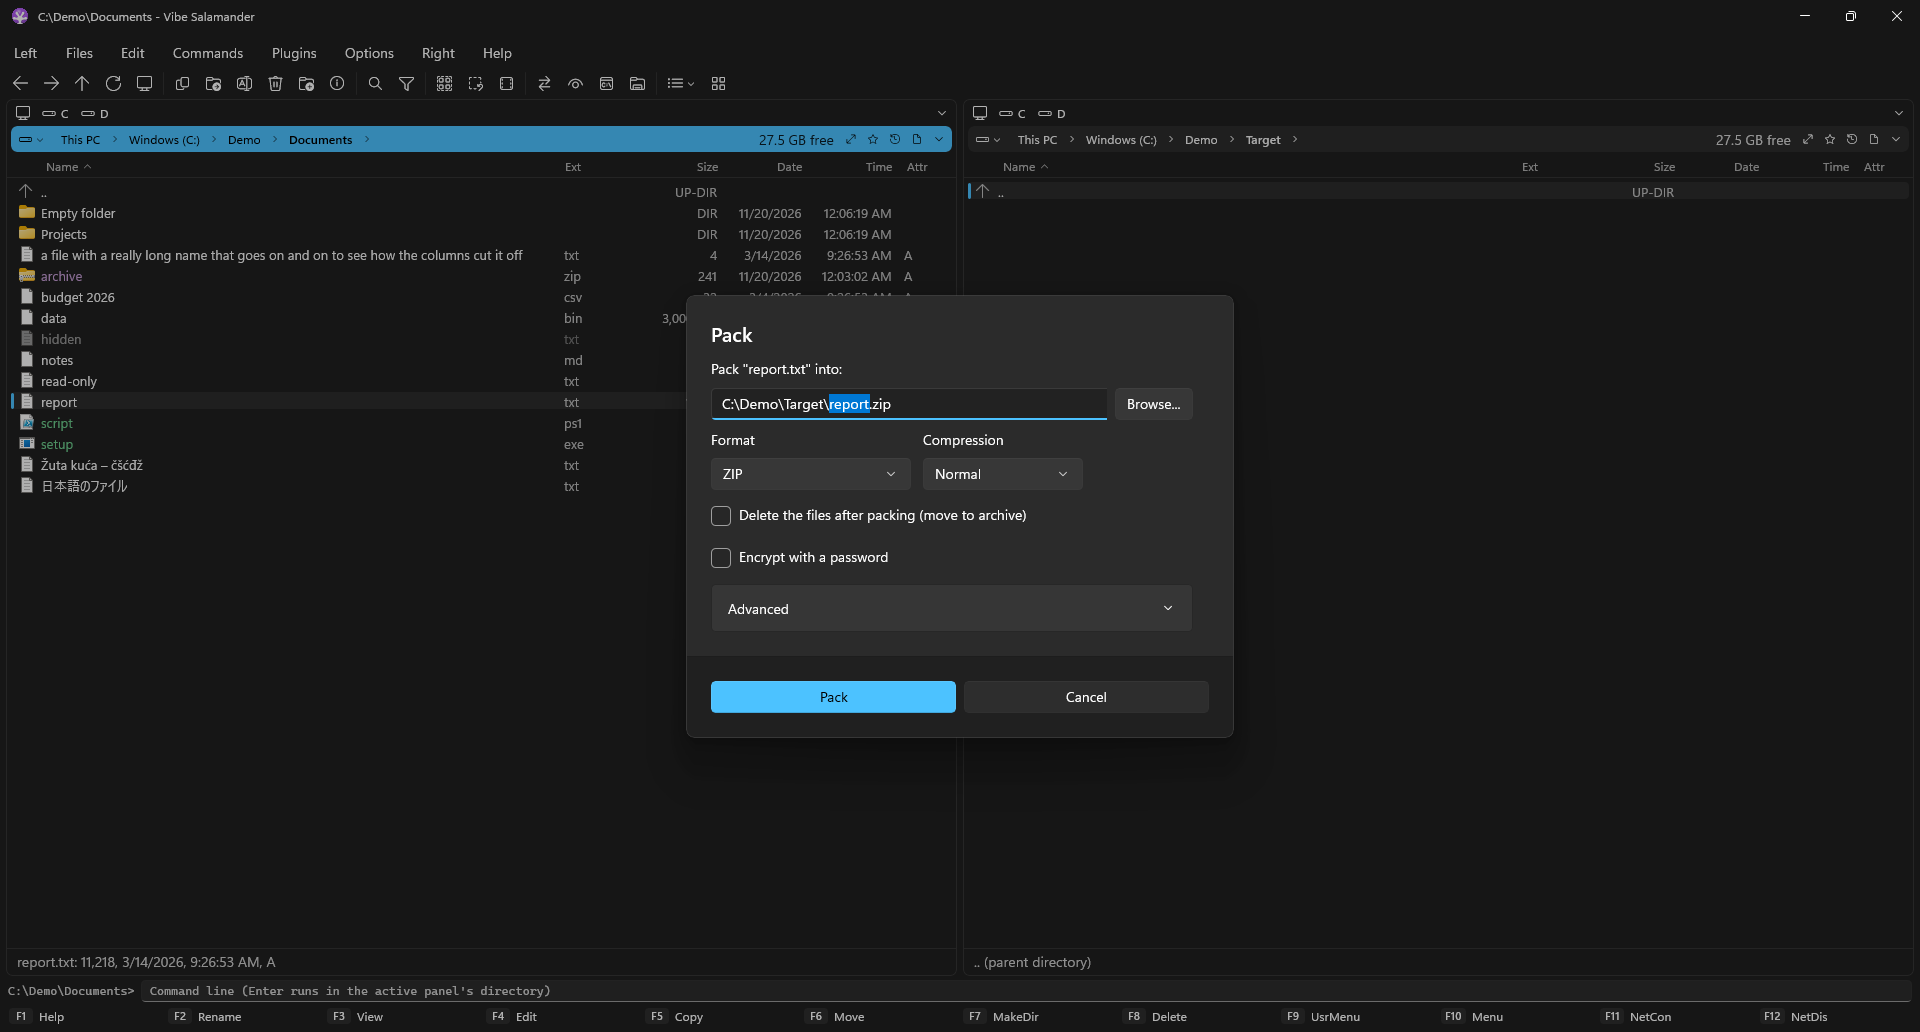 C:\Demo\Documents - Vibe Salamander
Left Files Edit Commands Plugins Options Right Help
C D
This PC Windows (C:) Demo Documents 27.5 GB free
Name Ext Size Date Time Attr
.. UP-DIR
Empty folder DIR 11/20/2026 12:06:19 AM
Projects DIR 11/20/2026 12:06:19 AM
a file with a really long name that goes on and on to see how the columns cut it off txt 4 3/14/2026 9:26:53 AM A
archive zip 241 11/20/2026 12:03:02 AM A
budget 2026 csv
data bin 3,00
hidden txt
notes md
read-only txt
report txt
script ps1
setup exe
Žuta kuća – čšćđž txt
日本語のファイル txt
report.txt: 11,218, 3/14/2026, 9:26:53 AM, A
C D
This PC Windows (C:) Demo Target 27.5 GB free
Name Ext Size Date Time Attr
.. UP-DIR
.. (parent directory)
Pack
Pack "report.txt" into:
C:\Demo\Target\report.zip Browse...
Format Compression
ZIP Normal
Delete the files after packing (move to archive)
Encrypt with a password
Advanced
Pack Cancel
C:\Demo\Documents> Command line (Enter runs in the active panel's directory)
F1 Help F2 Rename F3 View F4 Edit F5 Copy F6 Move F7 MakeDir F8 Delete F9 UsrMenu F10 Menu F11 NetCon F12 NetDis